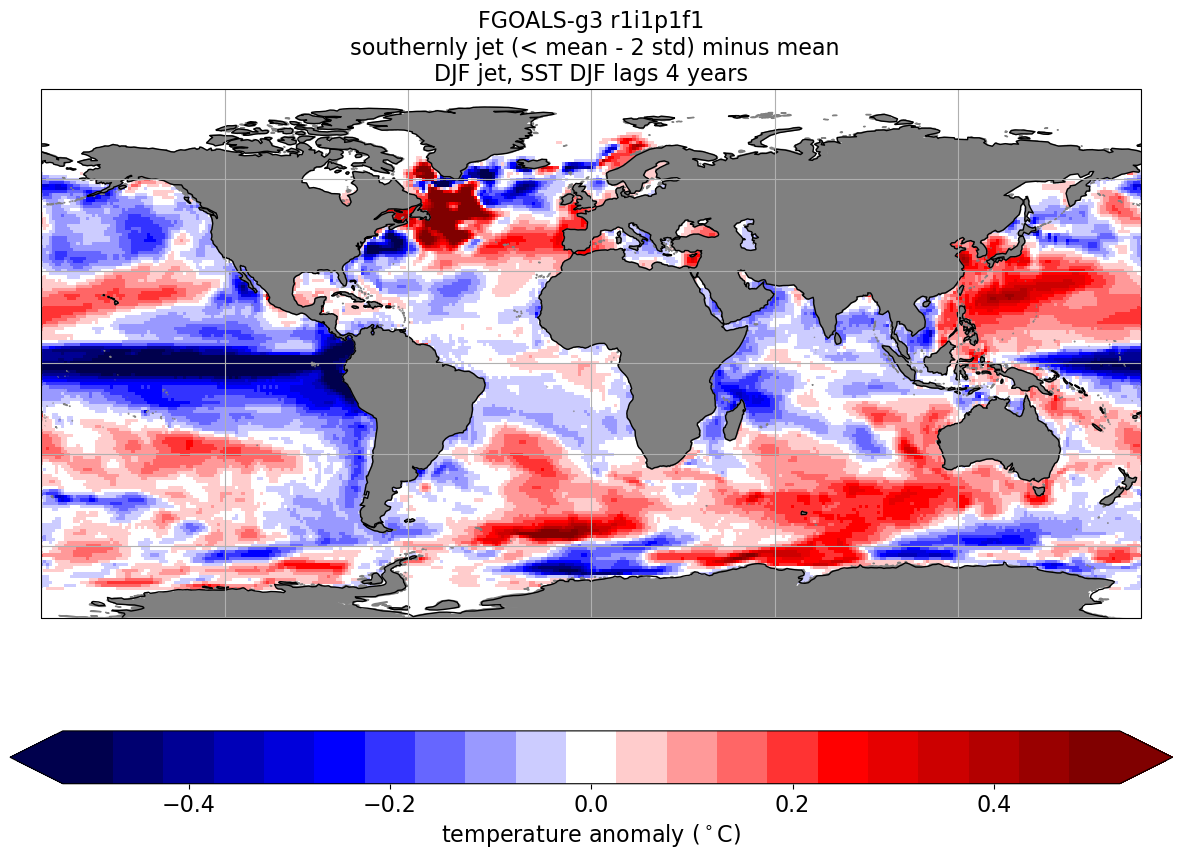 FGOALS-g3 r1i1p1f1
southernly jet (< mean - 2 std) minus mean
DJF jet, SST DJF lags 4 years
−0.4 −0.2 0.0 0.2 0.4
temperature anomaly (°C)